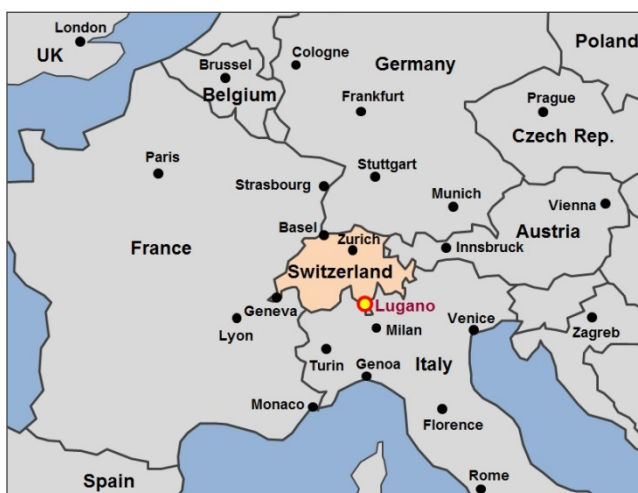 London
UK
Poland
Cologne
Germany
Brussel
Belgium
Frankfurt
Prague
Czech Rep.
Paris
Stuttgart
Strasbourg
Munich
Vienna
Basel
Zurich
Austria
France
Innsbruck
Switzerland
Geneva
Lugano
Lyon
Milan
Venice
Zagreb
Turin
Genoa
Italy
Monaco
Florence
Spain
Rome